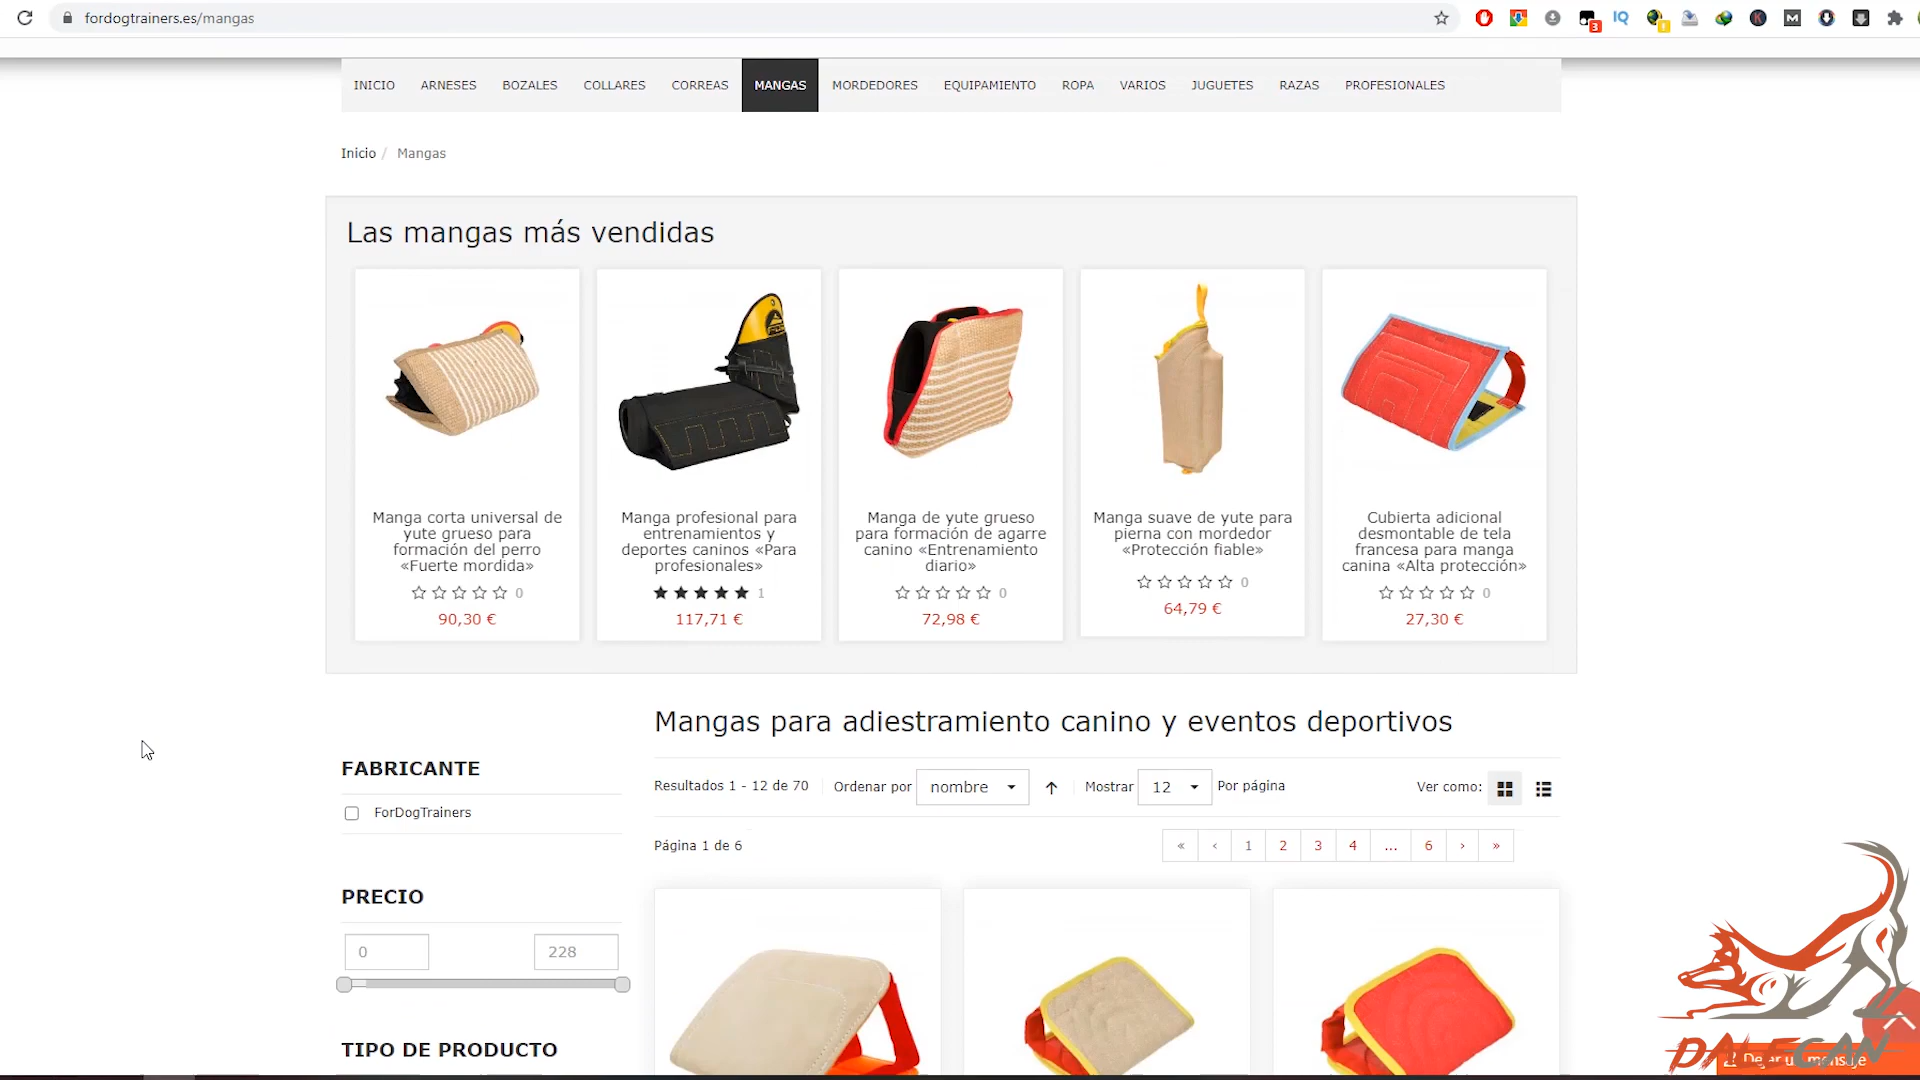 fordogtrainers.es/mangas
3
IQ
K
M
INICIO ARNESES BOZALES COLLARES CORREAS MANGAS MORDEDORES EQUIPAMIENTO ROPA VARIOS JUGUETES RAZAS PROFESIONALES
Inicio / Mangas
Las mangas más vendidas
Manga corta universal de
yute grueso para
formación del perro
«Fuerte mordida»
0
90,30 €
Manga profesional para
entrenamientos y
deportes caninos «Para
profesionales»
1
117,71 €
Manga de yute grueso
para formación de agarre
canino «Entrenamiento
diario»
0
72,98 €
Manga suave de yute para
pierna con mordedor
«Protección fiable»
0
64,79 €
Cubierta adicional
desmontable de tela
francesa para manga
canina «Alta protección»
0
27,30 €
Mangas para adiestramiento canino y eventos deportivos
FABRICANTE
ForDogTrainers
PRECIO
0 228
TIPO DE PRODUCTO
Resultados 1 - 12 de 70 Ordenar por nombre Mostrar 12 Por página Ver como:
Página 1 de 6 « ‹ 1 2 3 4 ... 6 › »
DALECAN
Dejar un mensaje